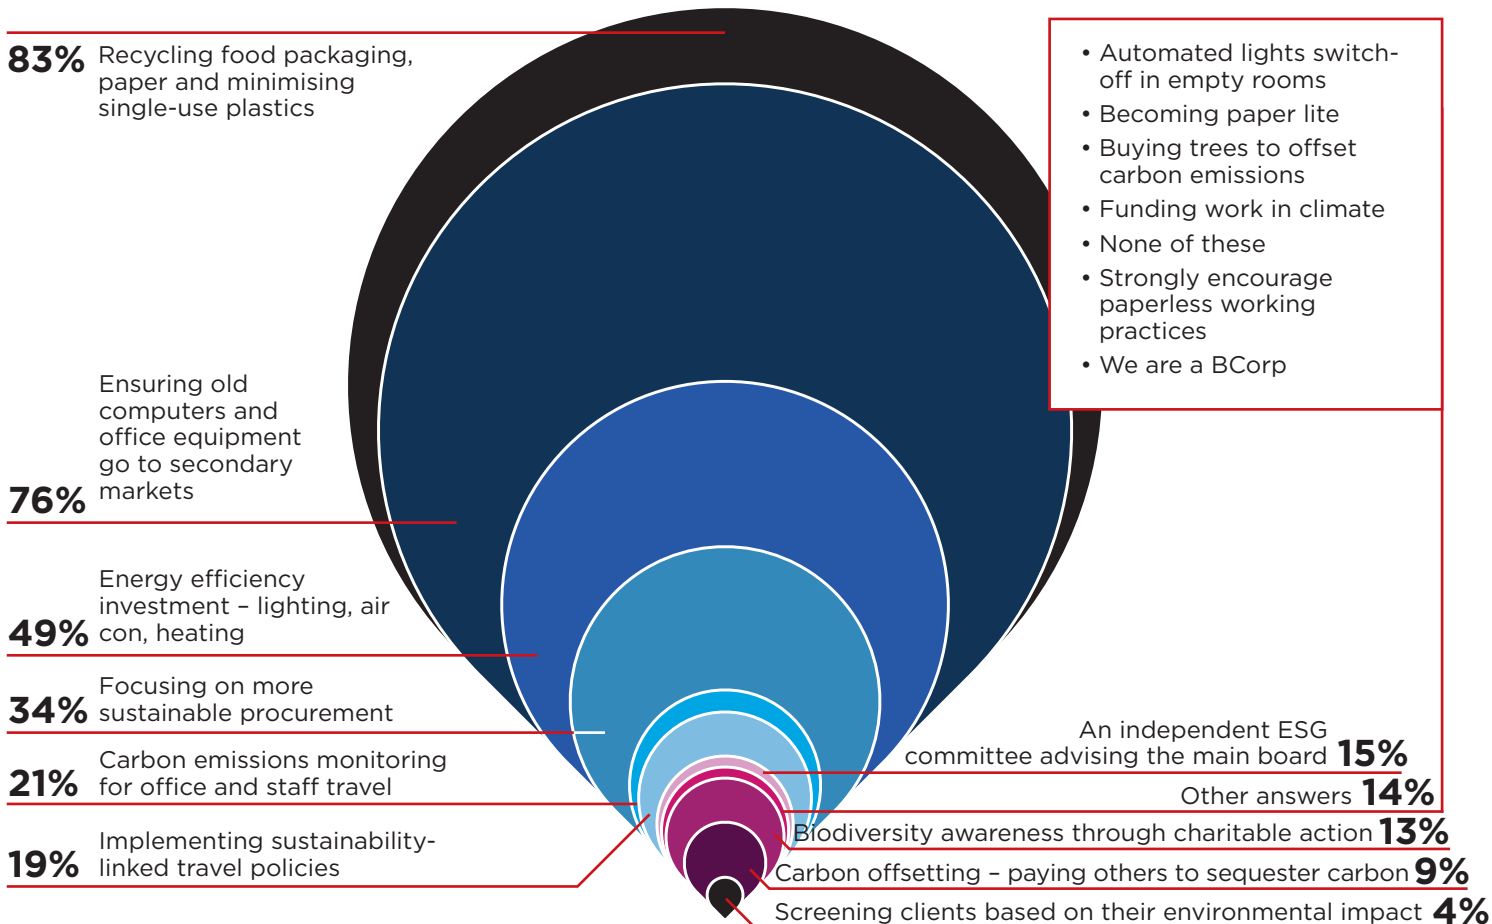 83% Recycling food packaging,
paper and minimising
single-use plastics
Ensuring old
computers and
office equipment
go to secondary
76% markets
Energy efficiency
investment – lighting, air
49% con, heating
Focusing on more
34% sustainable procurement
Carbon emissions monitoring
21% for office and staff travel
Implementing sustainability-
19% linked travel policies
• Automated lights switch-
off in empty rooms
• Becoming paper lite
• Buying trees to offset
carbon emissions
• Funding work in climate
• None of these
• Strongly encourage
paperless working
practices
• We are a BCorp
An independent ESG
committee advising the main board 15%
Other answers 14%
Biodiversity awareness through charitable action 13%
Carbon offsetting – paying others to sequester carbon 9%
Screening clients based on their environmental impact 4%